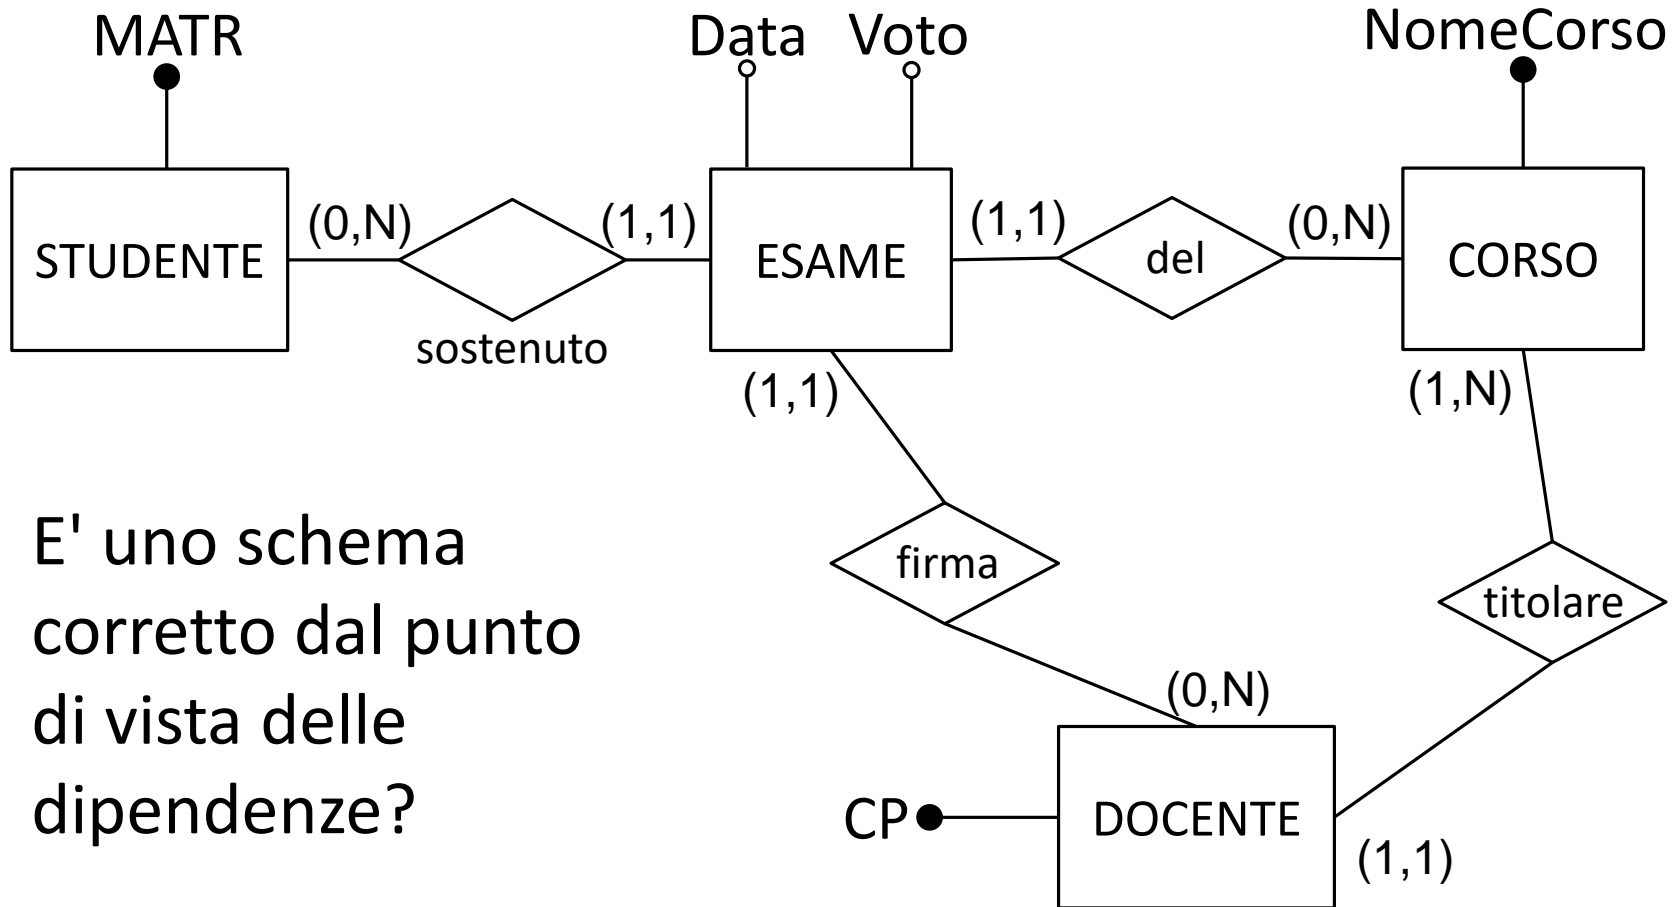 MATR
Data Voto
NomeCorso
STUDENTE
(0,N)
sostenuto
(1,1)
ESAME
(1,1)
del
(0,N)
CORSO
(1,1)
(1,N)
firma
titolare
(0,N)
CP
DOCENTE
(1,1)
E' uno schema
corretto dal punto
di vista delle
dipendenze?